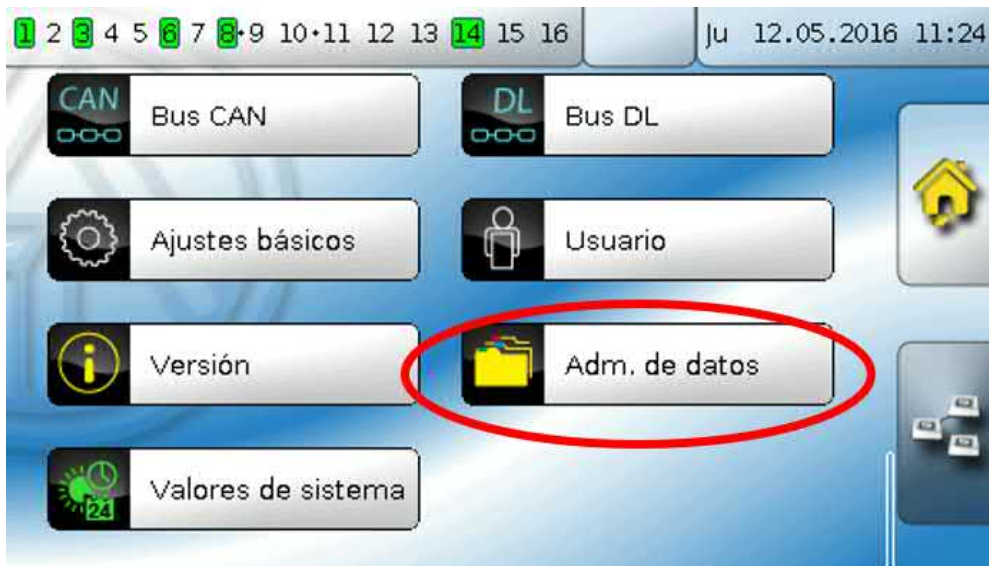 1 2 3 4 5 6 7 8·9 10·11 12 13 14 15 16 Ju 12.05.2016 11:24
CAN Bus CAN DL Bus DL
Ajustes básicos Usuario
Versión Adm. de datos
24 Valores de sistema